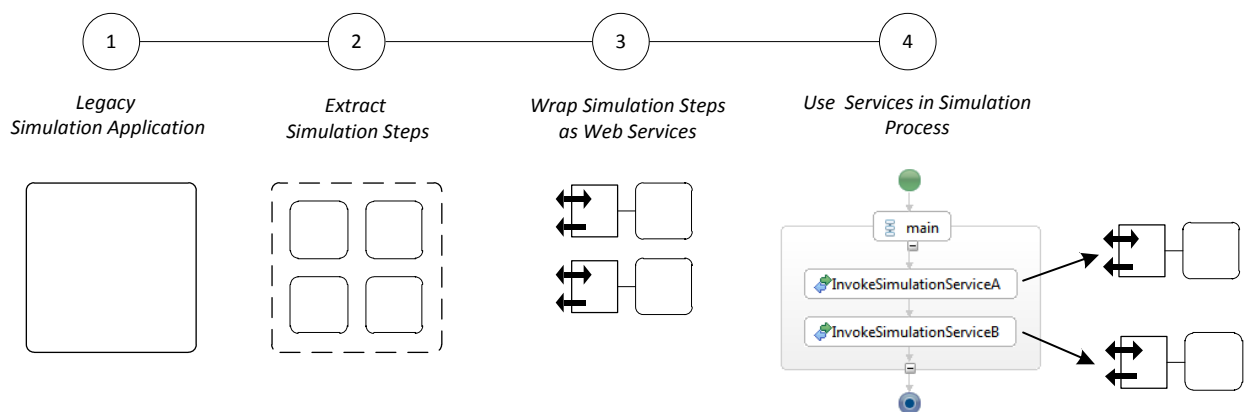 1
2
3
4
Legacy
Simulation Application
Extract
Simulation Steps
Wrap Simulation Steps
as Web Services
Use Services in Simulation
Process
main
InvokeSimulationServiceA
InvokeSimulationServiceB